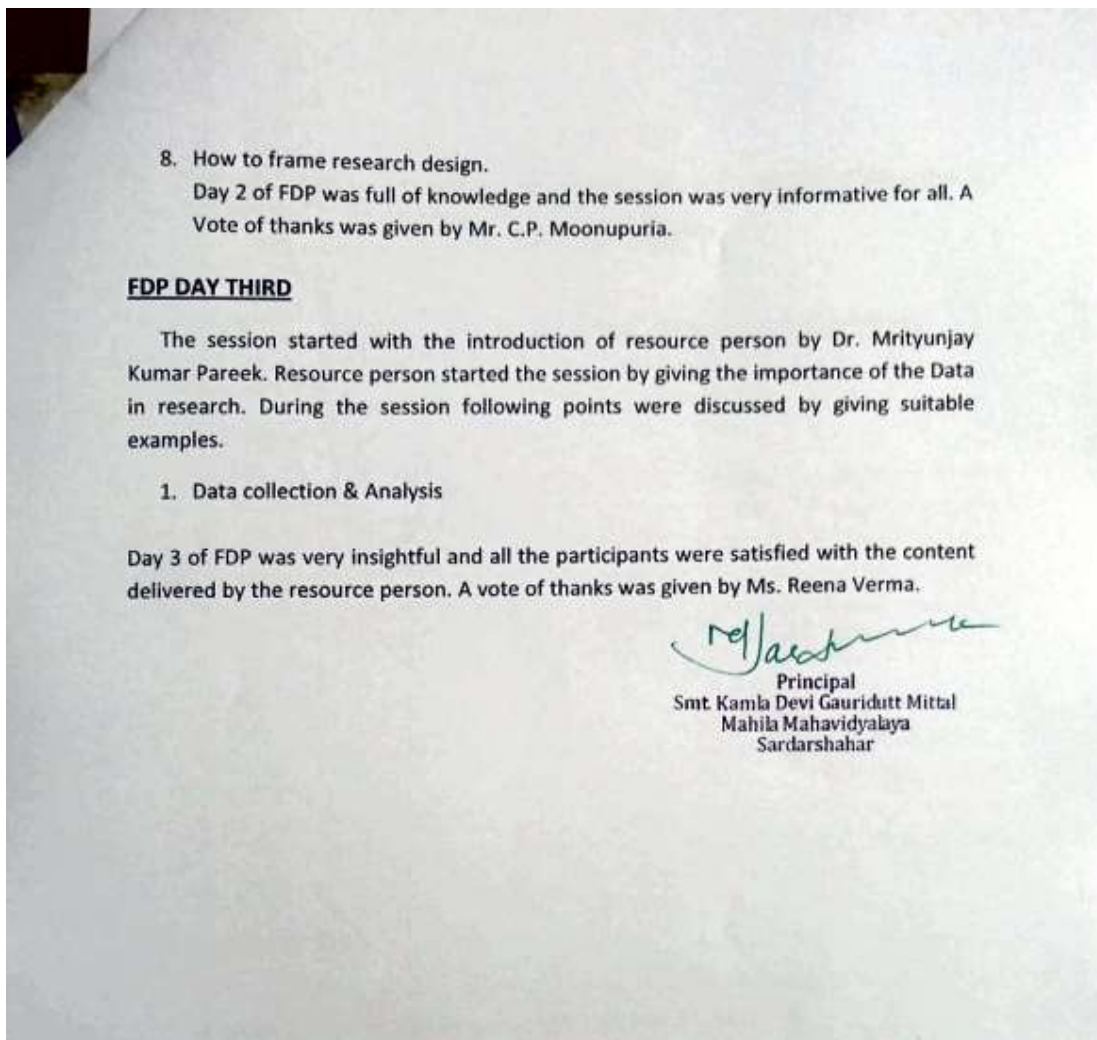 8. How to frame research design.
Day 2 of FDP was full of knowledge and the session was very informative for all. A
Vote of thanks was given by Mr. C.P. Moonupuria.
FDP DAY THIRD
The session started with the introduction of resource person by Dr. Mrityunjay
Kumar Pareek. Resource person started the session by giving the importance of the Data
in research. During the session following points were discussed by giving suitable
examples.
1. Data collection & Analysis
Day 3 of FDP was very insightful and all the participants were satisfied with the content
delivered by the resource person. A vote of thanks was given by Ms. Reena Verma.
Principal
Smt. Kamla Devi Gauridutt Mittal
Mahila Mahavidyalaya
Sardarshahar